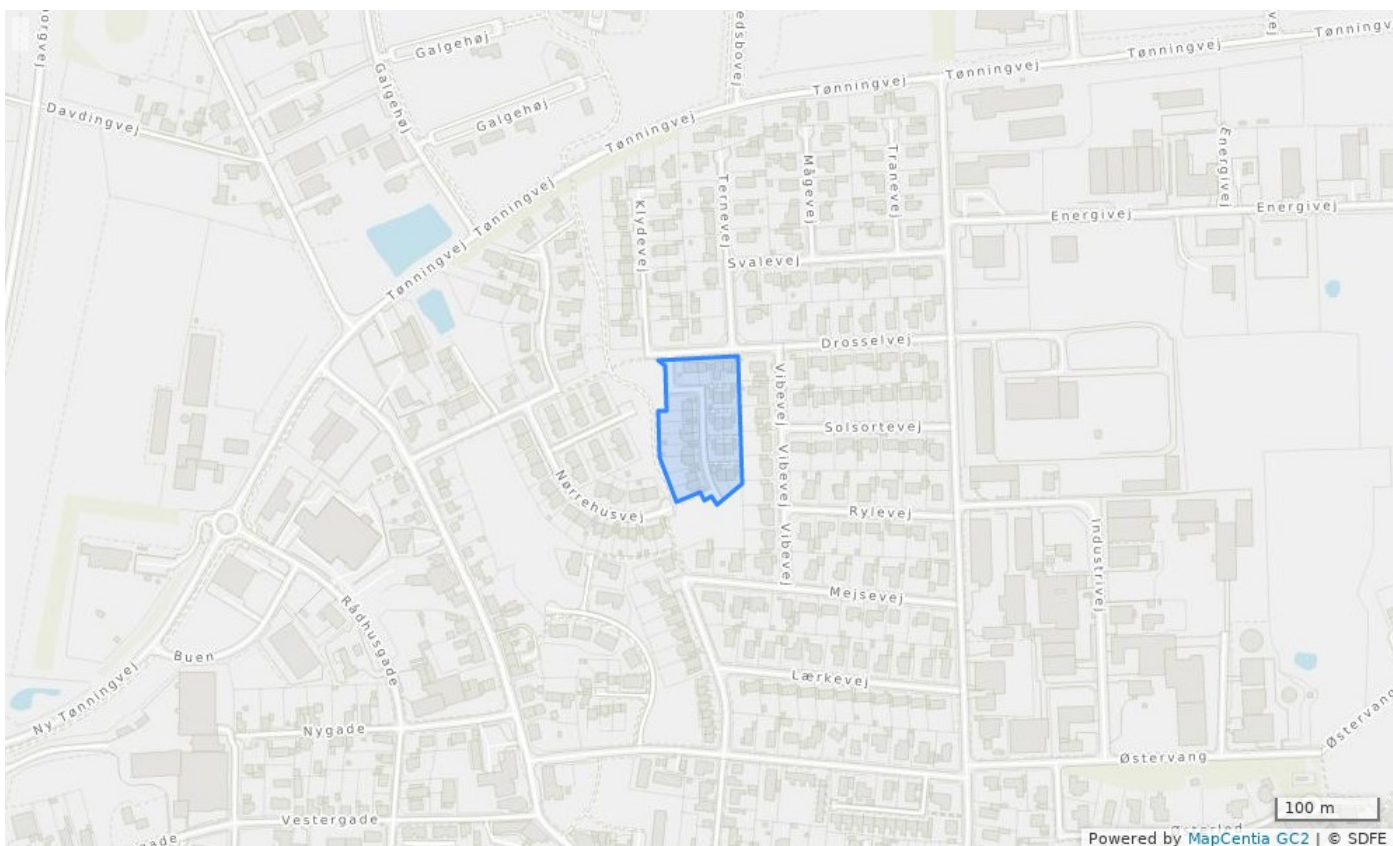 Galgehøj
Tønningv
Tønningvej
Tønningvej
Tønningvej
Davdingvej
Galgehøj
Galgehøj
Tønningvej
Energivej
Mågevej
Tranevej
Ternevej
Klydevej
Energivej
Energivej
Tønningvej
Tønningvej
Svalevej
Tønningvej
Drosselvej
Vibevej
Solsortevej
Vibevej
Nørrehusvej
Rylevej
Vibevej
Industrivej
Mejsevej
Rådhusgade
Buen
Lærkevej
Ny Tønningvej
Nygade
Østervang
Østervang
Vestergade
100 m
Powered by MapCentia GC2 | © SDFE